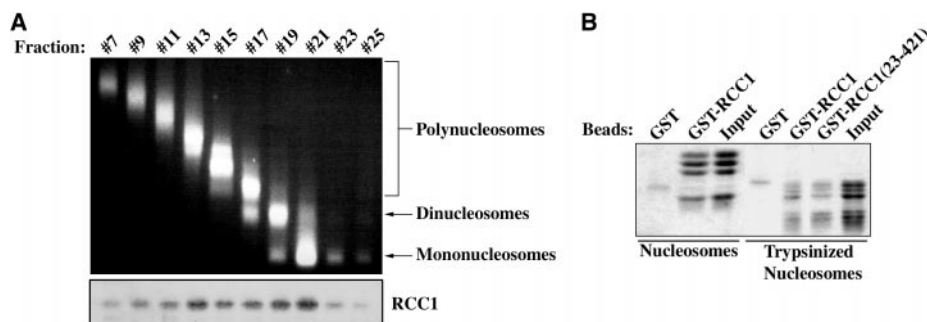 A
Fraction: #7 #9 #11 #13 #15 #17 #19 #21 #23 #25
Polynucleosomes
Dinucleosomes
Mononucleosomes
RCC1
B
Beads: GST GST-RCC1 Input GST GST-RCC1 GST-RCC1(23-421) Input
Nucleosomes Trypsinized
Nucleosomes